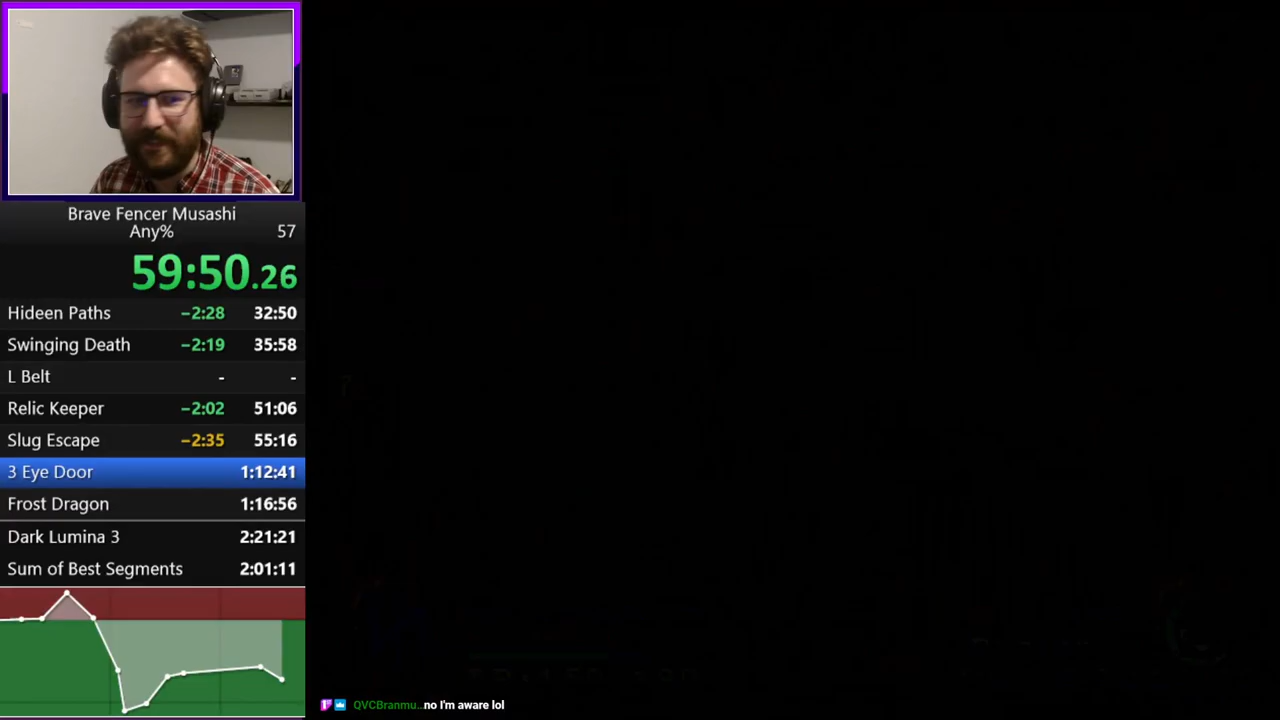 Brave Fencer Musashi
Any% 57
59:50.26
Hideen Paths -2:28 32:50
Swinging Death -2:19 35:58
L Belt - -
Relic Keeper -2:02 51:06
Slug Escape -2:35 55:16
3 Eye Door 1:12:41
Frost Dragon 1:16:56
Dark Lumina 3 2:21:21
Sum of Best Segments 2:01:11
QVCBranmu..no I'm aware lol